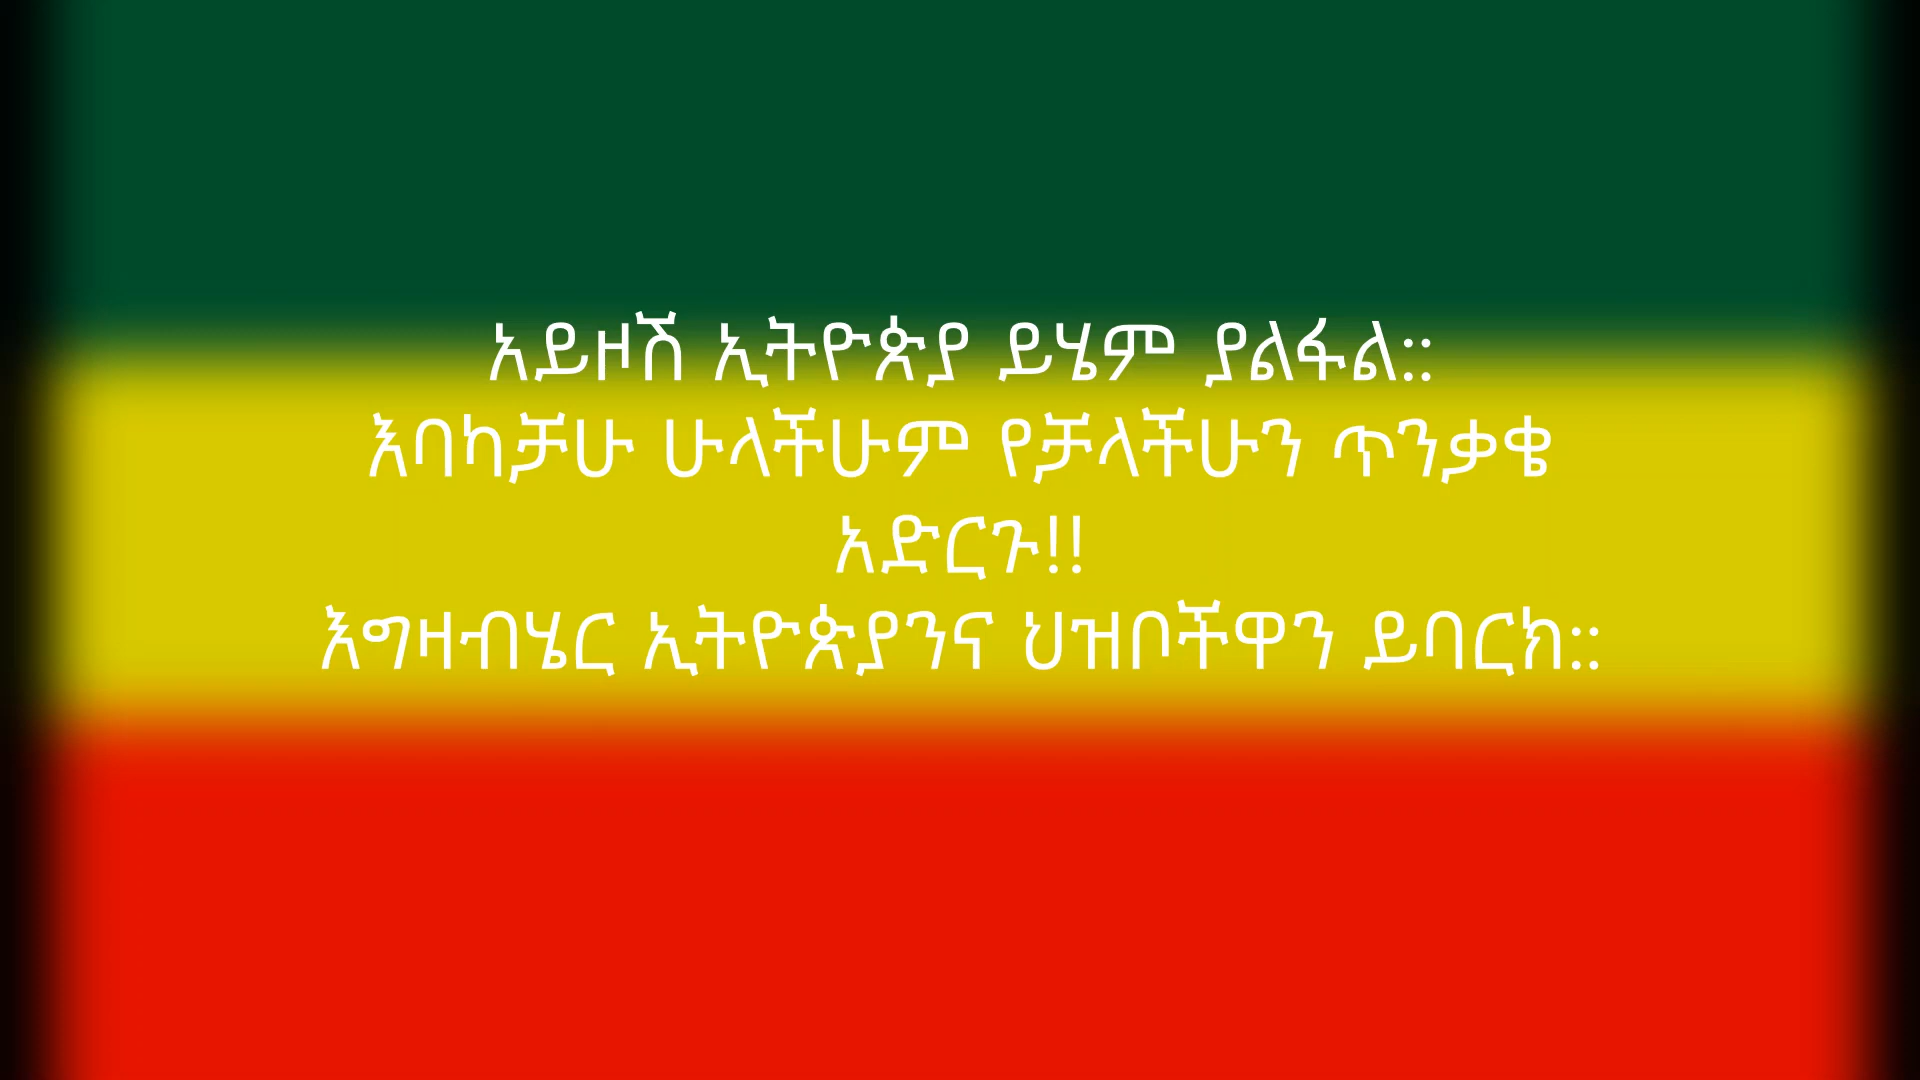 አይዞሽ ኢትዮጵያ ይሄም ያልፋል::
እባካቻሁ ሁላችሁም የቻላችሁን ጥንቃቄ
አድርጉ!!
እግዛብሄር ኢትዮጵያንና ህዝቦችዋን ይባርክ::